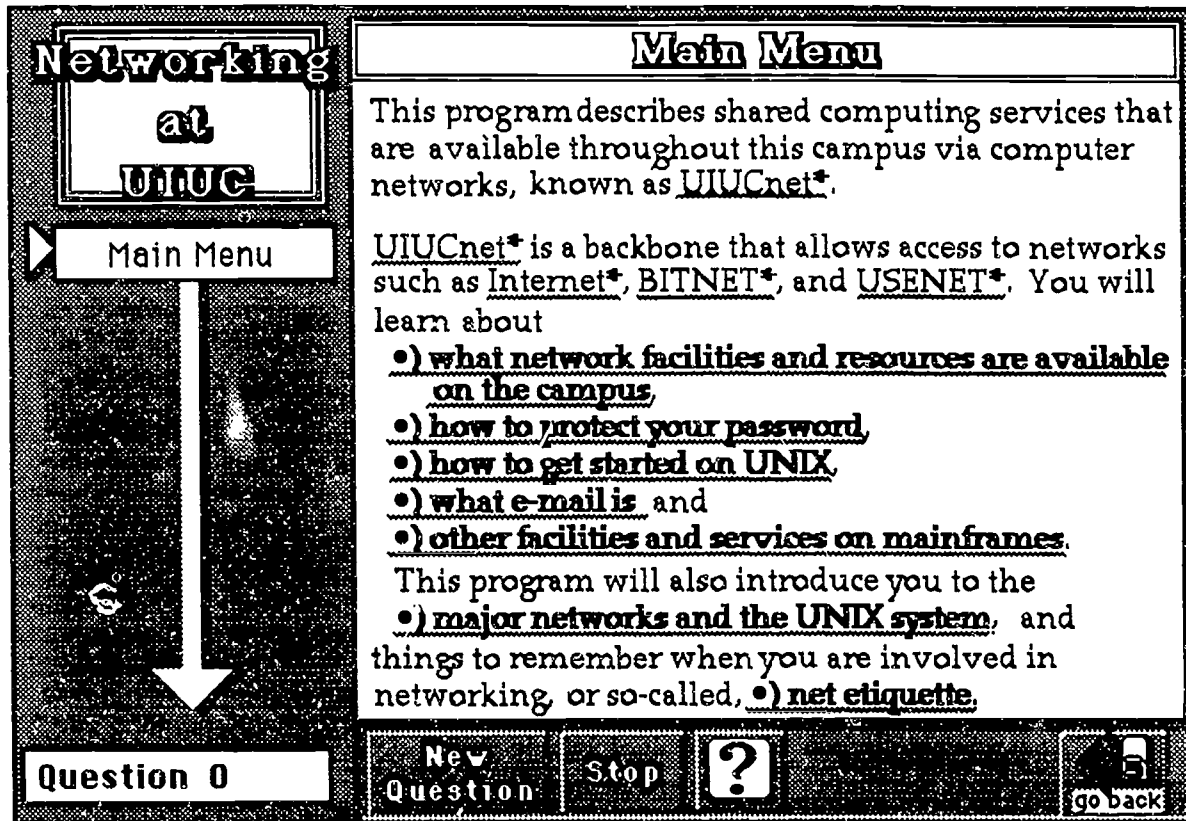 Networking
at
UIUC
Main Menu
Question 0
Main Menu
This program describes shared computing services that
are available throughout this campus via computer
networks, known as UIUCnet*.
UIUCnet* is a backbone that allows access to networks
such as Internet*, BITNET*, and USENET*. You will
learn about
•) what network facilities and resources are available
on the campus,
•) how to protect your password,
•) how to get started on UNIX,
•) what e-mail is and
•) other facilities and services on mainframes.
This program will also introduce you to the
•) major networks and the UNIX system, and
things to remember when you are involved in
networking, or so-called, •) net etiquette.
New
Question
Stop
?
go back